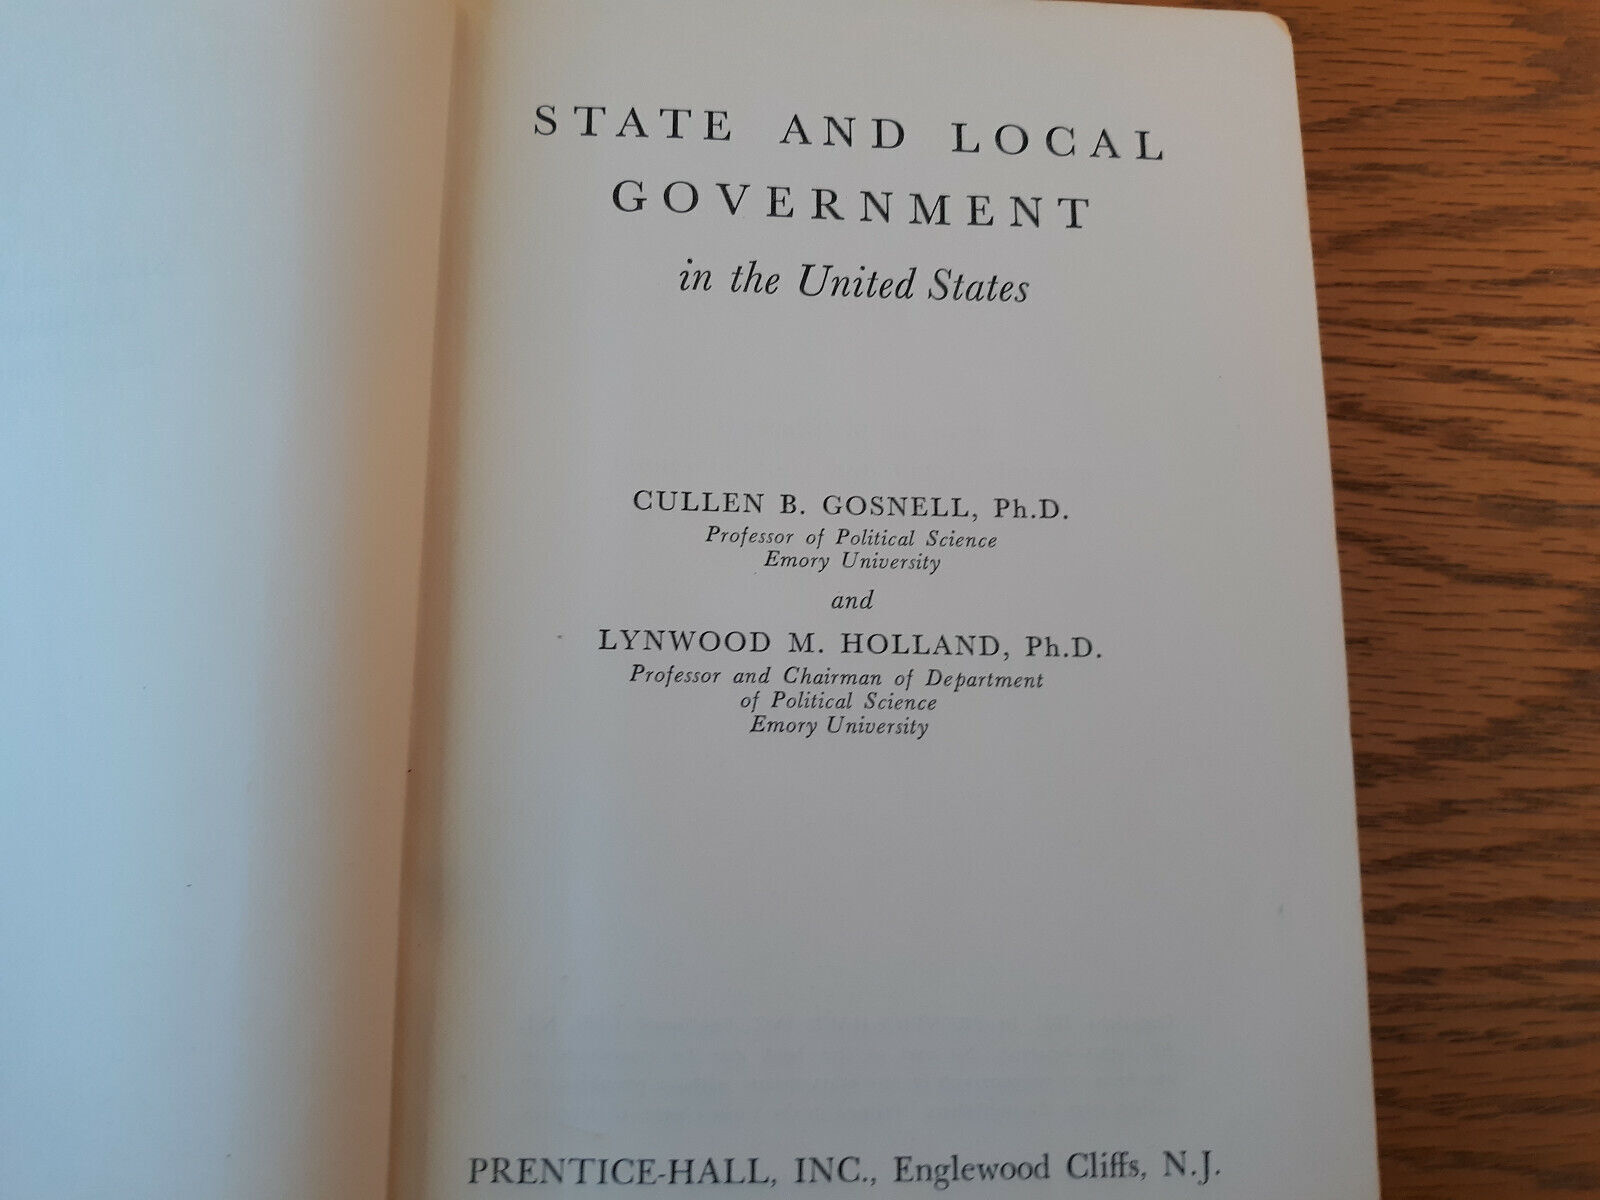 STATE AND LOCAL
GOVERNMENT
in the United States
CULLEN B. GOSNELL, Ph.D.
Professor of Political Science
Emory University
and
LYNWOOD M. HOLLAND, Ph.D.
Professor and Chairman of Department
of Political Science
Emory University
PRENTICE-HALL, INC., Englewood Cliffs, N.J.